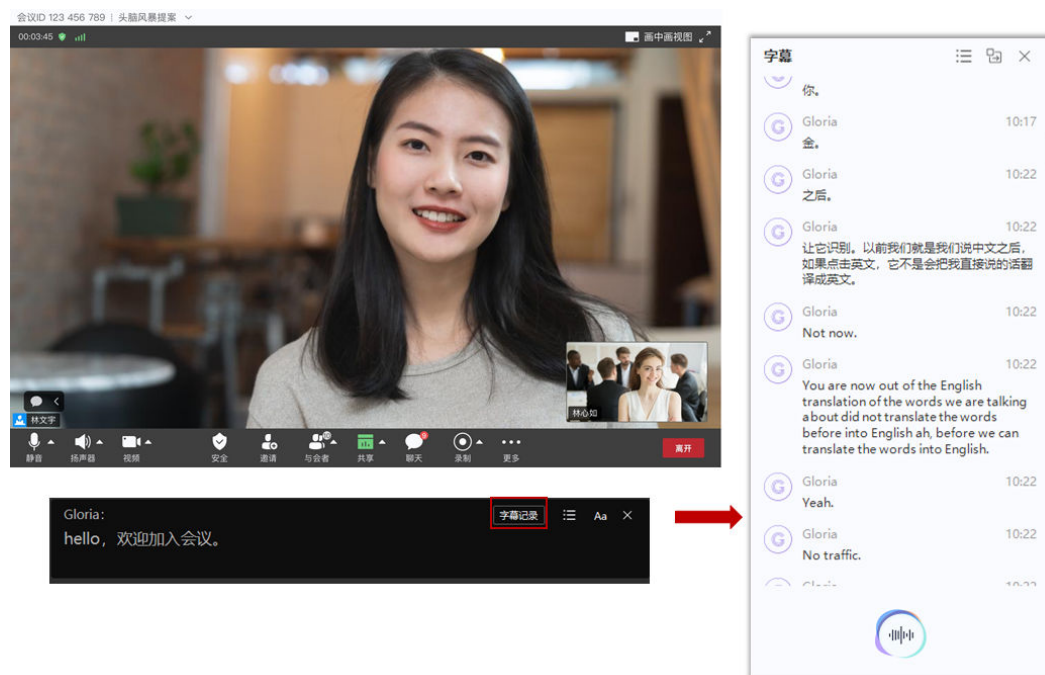 会议ID 123 456 789 | 头脑风暴提案
00:03:45
画中画视图
林文宇
林心如
静音
扬声器
视频
安全
邀请
与会者
共享
聊天
录制
更多
离开
Gloria:
字幕记录
Aa
hello，欢迎加入会议。
字幕
你。
Gloria 10:17
金。
Gloria 10:22
之后。
Gloria 10:22
让它识别。以前我们就是我们说中文之后，
如果点击英文，它不是会把我直接说的话翻
译成英文。
Gloria 10:22
Not now.
Gloria 10:22
You are now out of the English
translation of the words we are talking
about did not translate the words
before into English ah, before we can
translate the words into English.
Gloria 10:22
Yeah.
Gloria 10:22
No traffic.